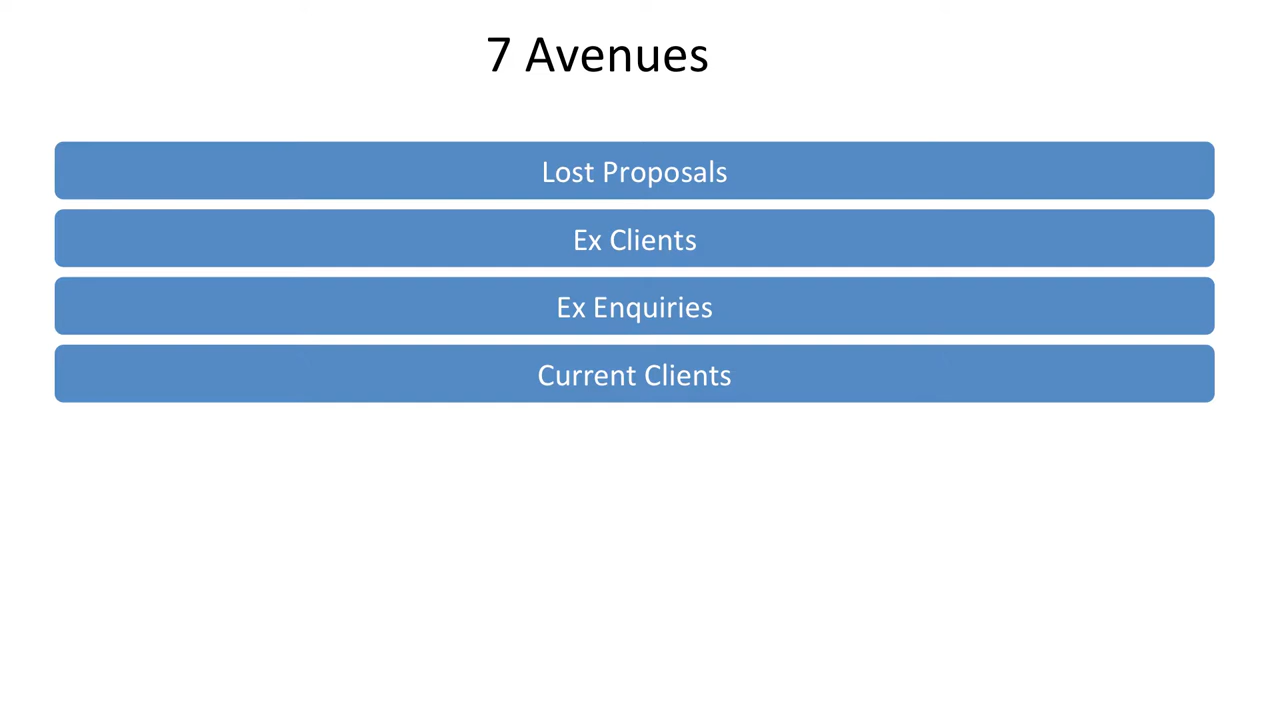 7 Avenues
Lost Proposals
Ex Clients
Ex Enquiries
Current Clients